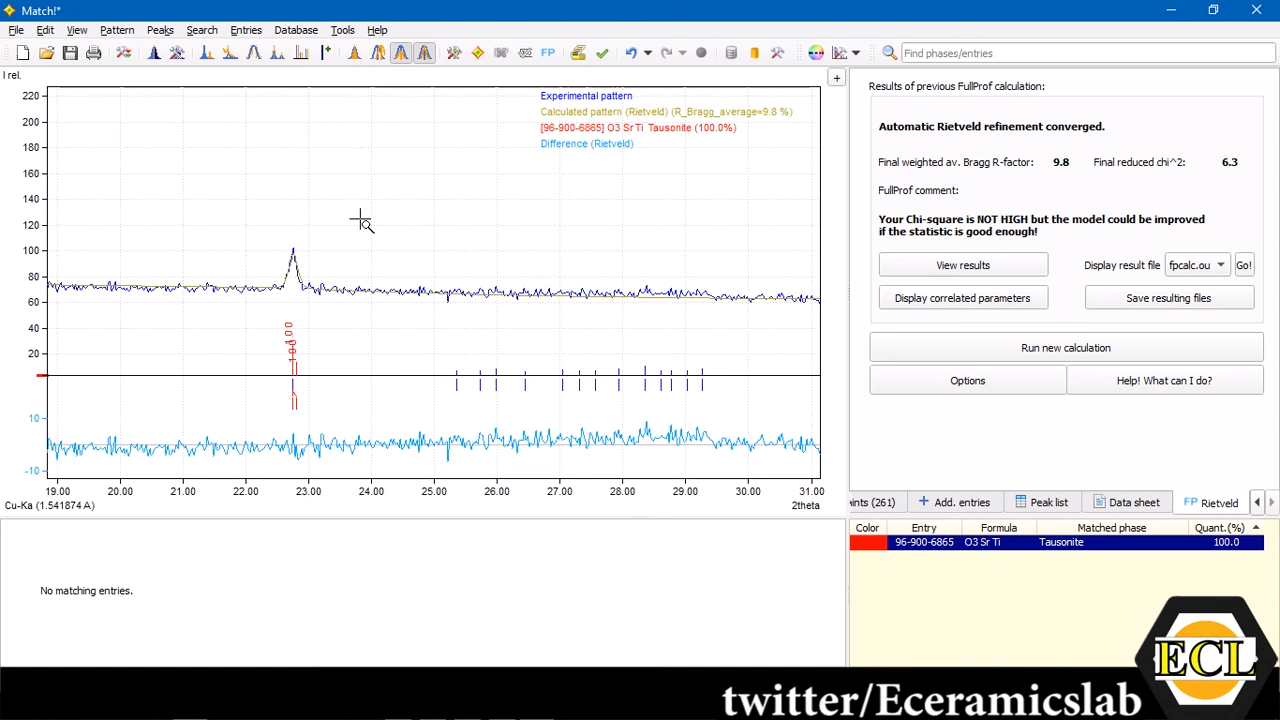 Match!*
File Edit View Pattern Peaks Search Entries Database Tools Help
FP Find phases/entries
I rel.
220
200
180
160
140
120
100
80
60
40
20
10
-10
Experimental pattern
Calculated pattern (Rietveld) (R_Bragg_average=9.8 %)
[96-900-6865] O3 Sr Ti Tausonite (100.0%)
Difference (Rietveld)
19.00 20.00 21.00 22.00 23.00 24.00 25.00 26.00 27.00 28.00 29.00 30.00 31.00
Cu-Ka (1.541874 A) 2theta
Results of previous FullProf calculation:
Automatic Rietveld refinement converged.
Final weighted av. Bragg R-factor: 9.8 Final reduced chi^2: 6.3
FullProf comment:
Your Chi-square is NOT HIGH but the model could be improved
if the statistic is good enough!
View results Display result file fpcalc.ou Go!
Display correlated parameters Save resulting files
Run new calculation
Options Help! What can I do?
ints (261) Add. entries Peak list Data sheet FP Rietveld
Color Entry Formula Matched phase Quant.(%)
96-900-6865 O3 Sr Ti Tausonite 100.0
No matching entries.
ECL
twitter/Eceramicslab